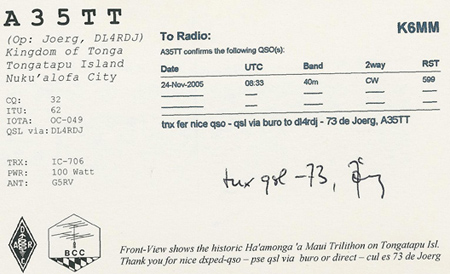 A35TT
K6MM
(Op: Joerg, DL4RDJ)
Kingdom of Tonga
Tongatapu Island
Nuku'alofa City
CQ: 32
ITU: 62
IOTA: OC-049
QSL via: DL4RDJ
TRX: IC-706
PWR: 100 Watt
ANT: G5RV
To Radio:
A35TT confirms the following QSO(s):
Date UTC Band 2way RST
24-Nov-2005 08:33 40m CW 599
tnx fer nice qso - qsl via buro to dl4rdj - 73 de Joerg, A35TT
tnx qsl -73,
BCC
Front-View shows the historic Ha'amonga 'a Maui Trilithon on Tongatapu Isl.
Thank you for nice dxped-qso – pse qsl via buro or direct – cul es 73 de Joerg